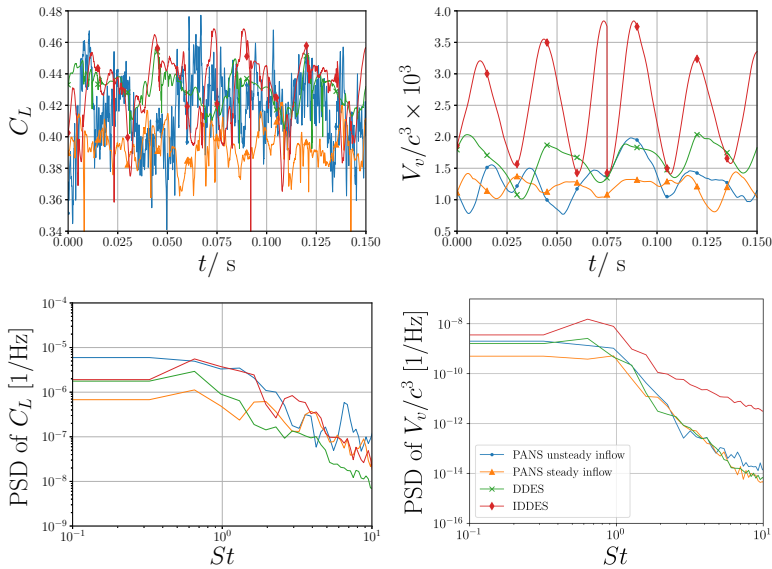 0.48
0.46
0.44
0.42
0.40
0.38
0.36
0.34
C_L
0.000 0.025 0.050 0.075 0.100 0.125 0.150
t/ s
4.0
3.5
3.0
2.5
2.0
1.5
1.0
0.5
V_v/c^3 × 10^3
0.000 0.025 0.050 0.075 0.100 0.125 0.150
t/ s
10^−4
10^−5
10^−6
10^−7
10^−8
10^−9
PSD of C_L [1/Hz]
10^−1 10^0 10^1
St
10^−8
10^−10
10^−12
10^−14
10^−16
PSD of V_v/c^3 [1/Hz]
PANS unsteady inflow
PANS steady inflow
DDES
IDDES
10^−1 10^0 10^1
St